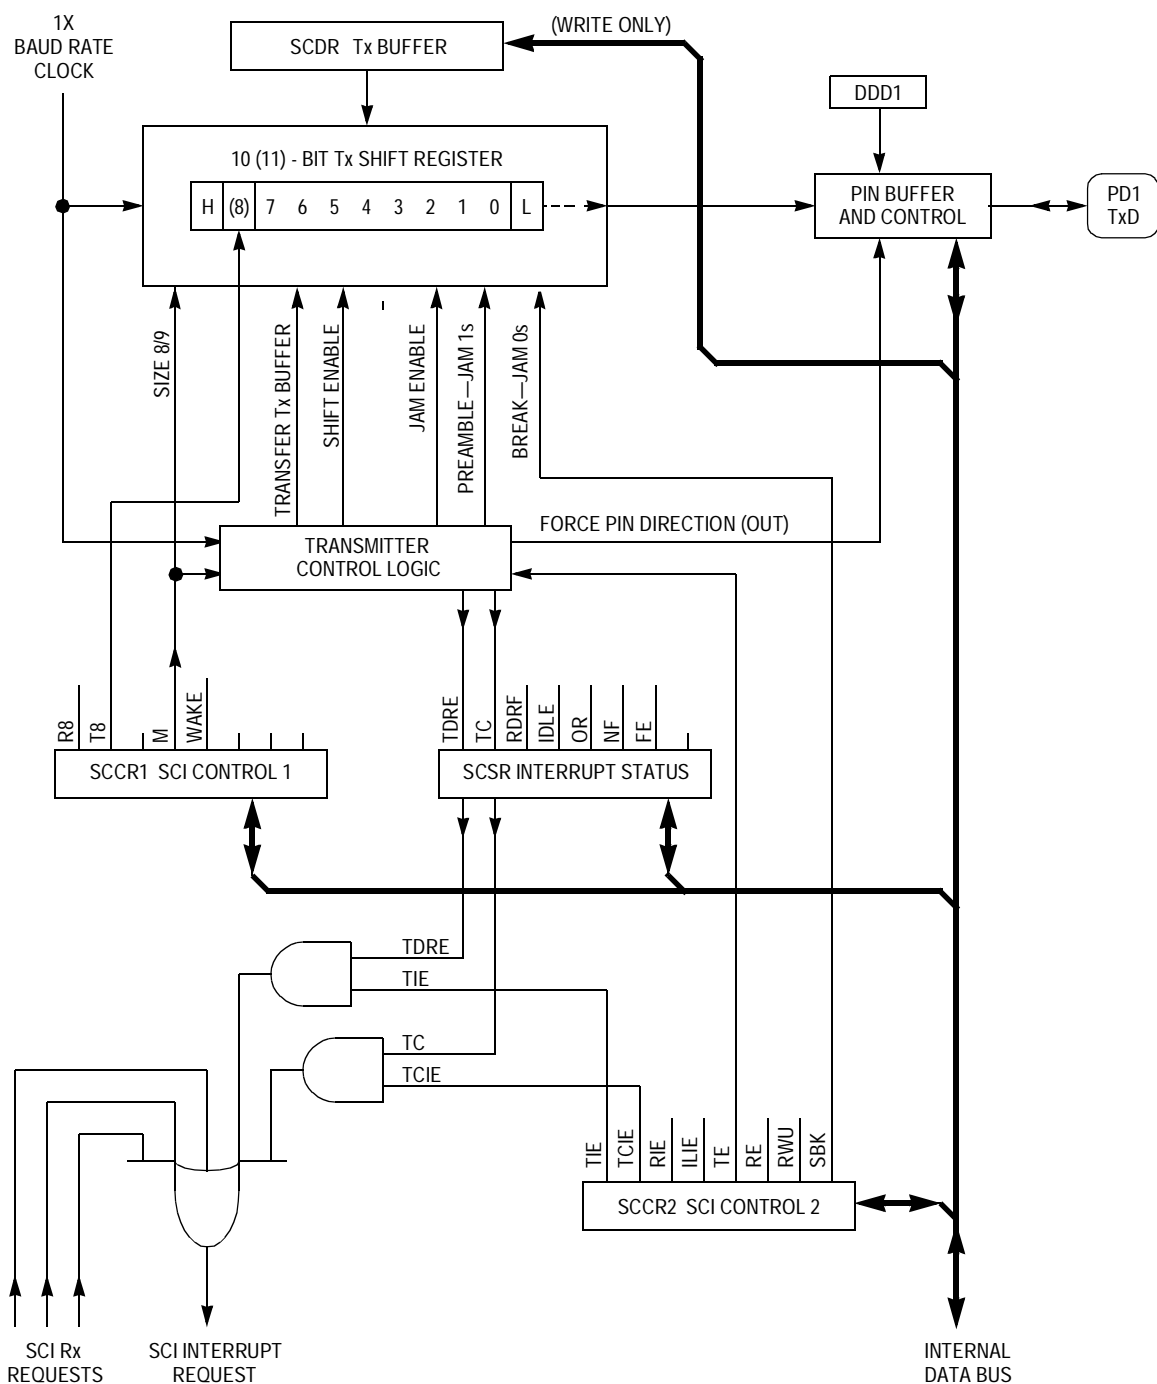 1X
BAUD RATE
CLOCK
SCDR Tx BUFFER
(WRITE ONLY)
DDD1
10 (11) - BIT Tx SHIFT REGISTER
H (8) 7 6 5 4 3 2 1 0 L
PIN BUFFER
AND CONTROL
PD1
TxD
SIZE 8/9
TRANSFER Tx BUFFER
SHIFT ENABLE
JAM ENABLE
PREAMBLE—JAM 1s
BREAK—JAM 0s
FORCE PIN DIRECTION (OUT)
TRANSMITTER
CONTROL LOGIC
R8
T8
M
WAKE
SCCR1 SCI CONTROL 1
TDRE
TC
RDRF
IDLE
OR
NF
FE
SCSR INTERRUPT STATUS
TDRE
TIE
TC
TCIE
TIE
TCIE
RIE
ILIE
TE
RE
RWU
SBK
SCCR2 SCI CONTROL 2
SCI Rx
REQUESTS
SCI INTERRUPT
REQUEST
INTERNAL
DATA BUS